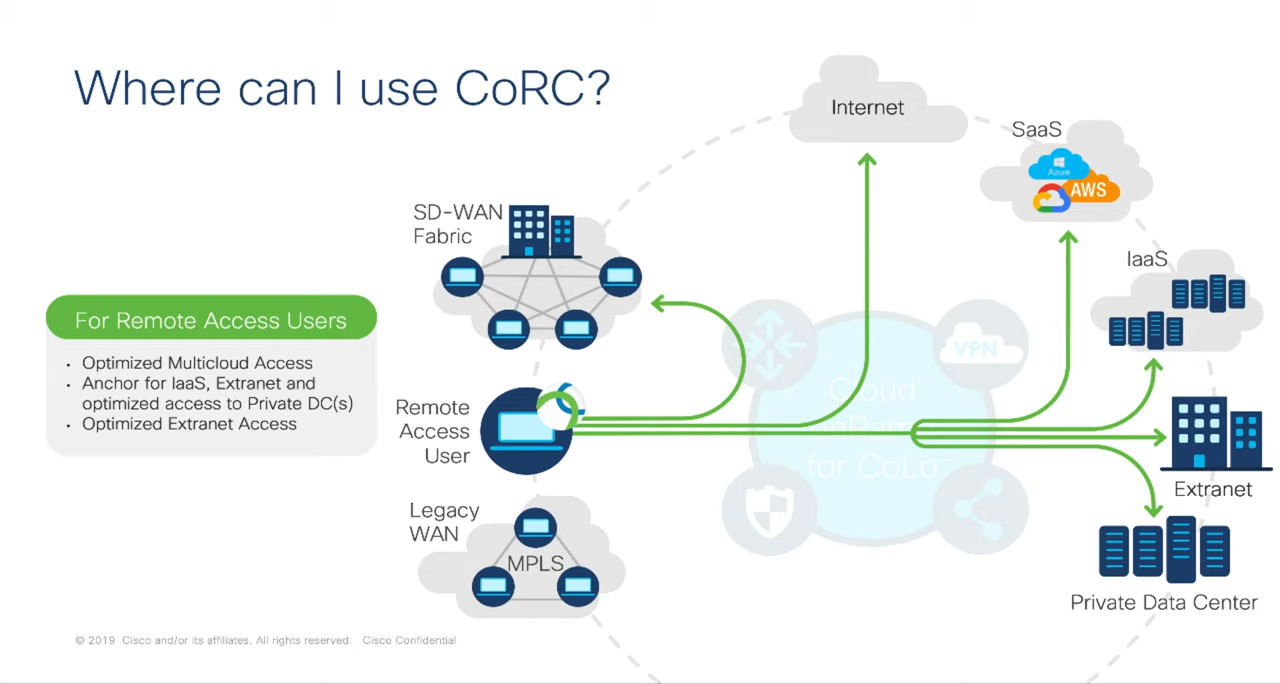 Where can I use CoRC?
Internet
SaaS
Azure
AWS
SD-WAN
Fabric
IaaS
For Remote Access Users
• Optimized Multicloud Access
• Anchor for IaaS, Extranet and
optimized access to Private DC(s)
• Optimized Extranet Access
VPN
Cloud
for CoLo
Remote
Access
User
Extranet
Legacy
WAN
MPLS
Private Data Center
© 2019 Cisco and/or its affiliates. All rights reserved. Cisco Confidential